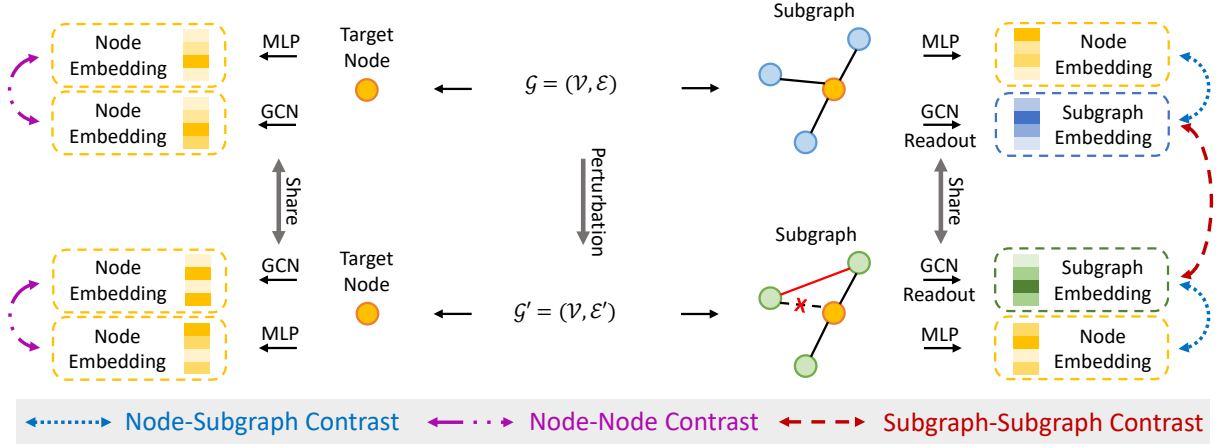 Node
Embedding
MLP
Target
Node
Node
Embedding
GCN
𝒢 = (𝒱, ℰ)
Subgraph
MLP
Node
Embedding
GCN
Readout
Subgraph
Embedding
Share
Perturbation
Share
Node
Embedding
GCN
Target
Node
Node
Embedding
MLP
𝒢′ = (𝒱, ℰ′)
Subgraph
GCN
Readout
Subgraph
Embedding
MLP
Node
Embedding
Node-Subgraph Contrast
Node-Node Contrast
Subgraph-Subgraph Contrast